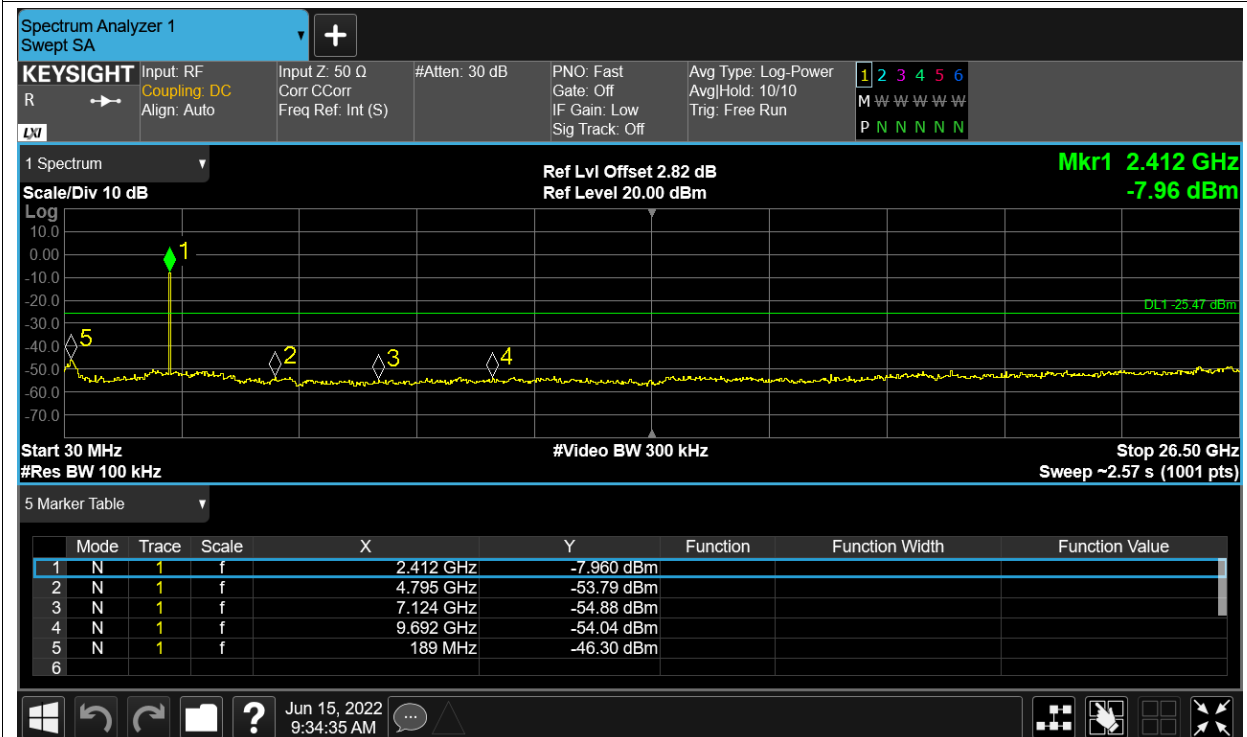 Spectrum Analyzer 1
Swept SA
+
KEYSIGHT
R
LXI
Input: RF
Coupling: DC
Align: Auto
Input Z: 50 Ω
Corr CCorr
Freq Ref: Int (S)
#Atten: 30 dB
PNO: Fast
Gate: Off
IF Gain: Low
Sig Track: Off
Avg Type: Log-Power
Avg|Hold: 10/10
Trig: Free Run
1 2 3 4 5 6
M W W W W W
P N N N N N
1 Spectrum
Scale/Div 10 dB
Ref Lvl Offset 2.82 dB
Ref Level 20.00 dBm
Mkr1 2.412 GHz
-7.96 dBm
Log
10.0
0.00
-10.0
-20.0
-30.0
-40.0
-50.0
-60.0
-70.0
1
DL1 -25.47 dBm
5
2
3
4
Start 30 MHz
#Video BW 300 kHz
Stop 26.50 GHz
#Res BW 100 kHz
Sweep ~2.57 s (1001 pts)
5 Marker Table
Mode Trace Scale X Y Function Function Width Function Value
1 N 1 f 2.412 GHz -7.960 dBm
2 N 1 f 4.795 GHz -53.79 dBm
3 N 1 f 7.124 GHz -54.88 dBm
4 N 1 f 9.692 GHz -54.04 dBm
5 N 1 f 189 MHz -46.30 dBm
6
?
Jun 15, 2022
9:34:35 AM